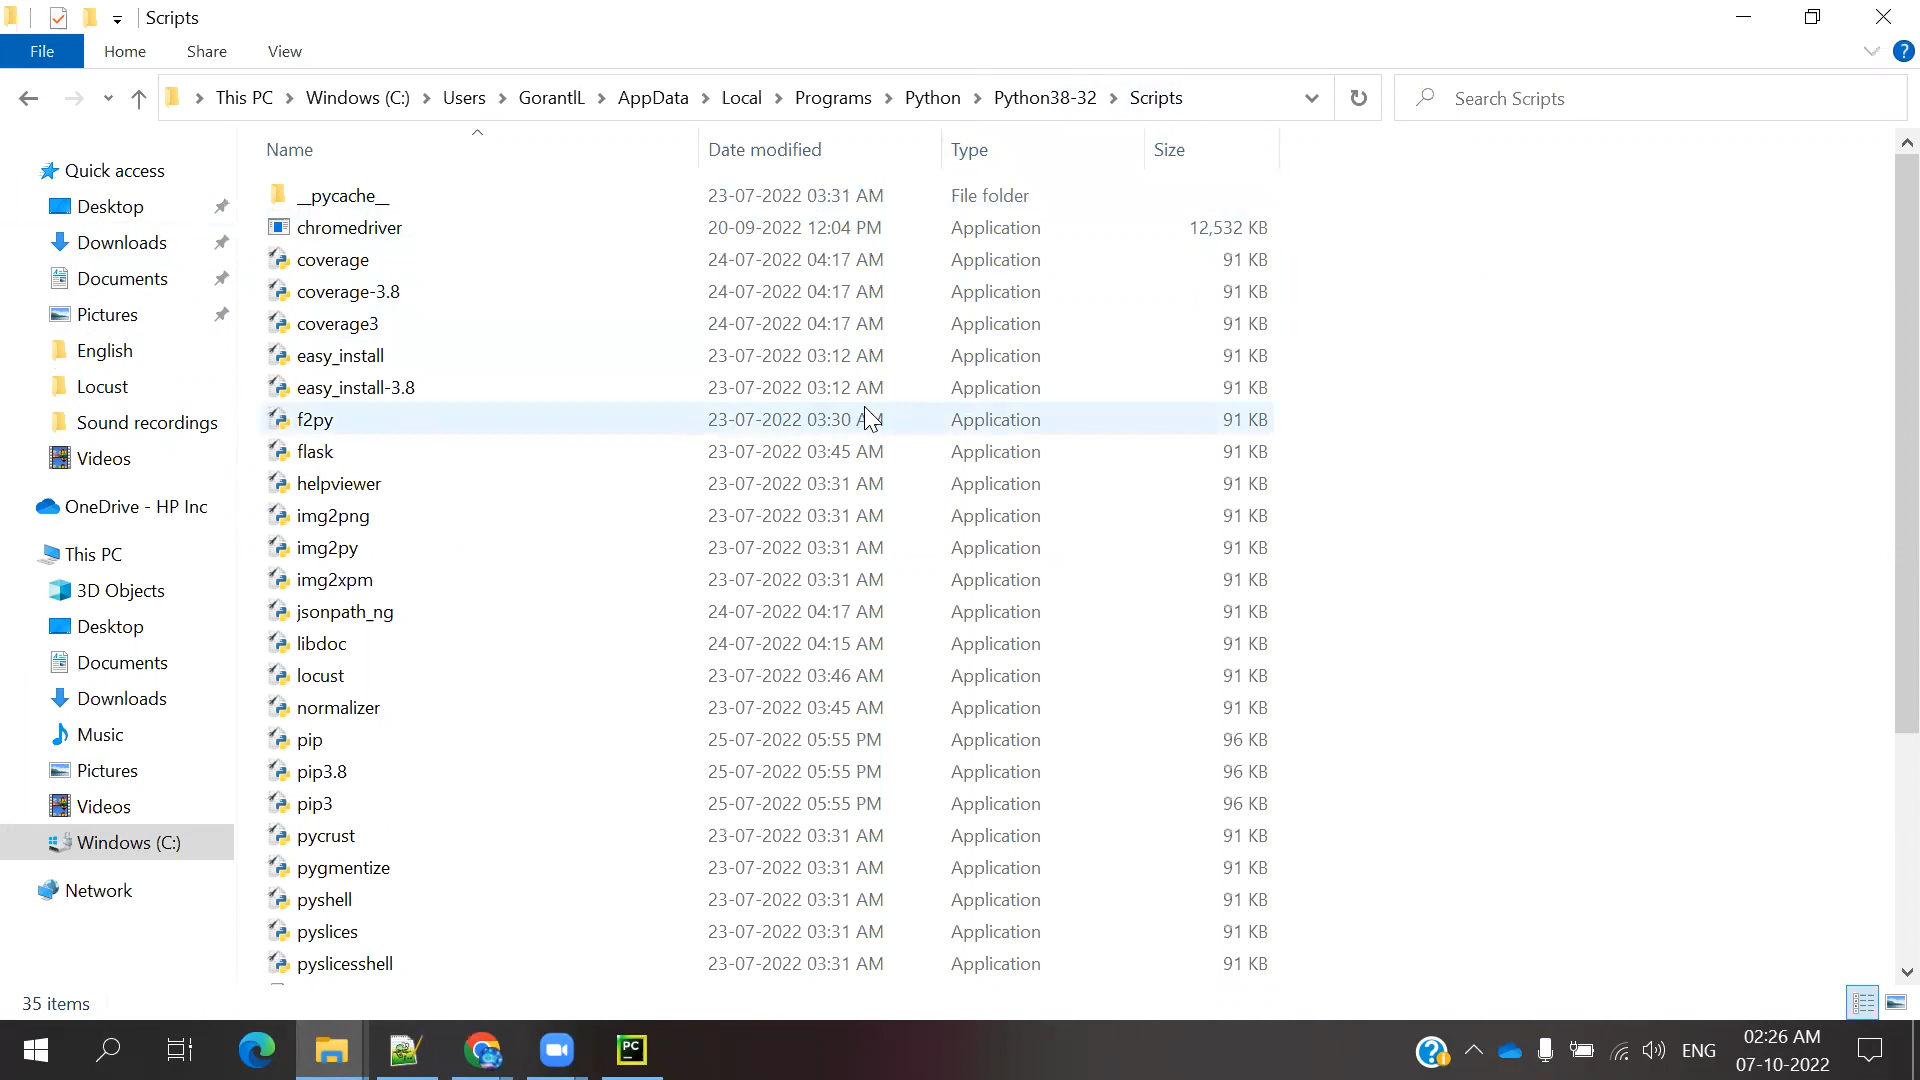 Scripts
File Home Share View
This PC Windows (C:) Users GorantlL AppData Local Programs Python Python38-32 Scripts
Search Scripts
Name Date modified Type Size
Quick access
Desktop
Downloads
Documents
Pictures
English
Locust
Sound recordings
Videos
OneDrive - HP Inc
This PC
3D Objects
Desktop
Documents
Downloads
Music
Pictures
Videos
Windows (C:)
Network
__pycache__ 23-07-2022 03:31 AM File folder
chromedriver 20-09-2022 12:04 PM Application 12,532 KB
coverage 24-07-2022 04:17 AM Application 91 KB
coverage-3.8 24-07-2022 04:17 AM Application 91 KB
coverage3 24-07-2022 04:17 AM Application 91 KB
easy_install 23-07-2022 03:12 AM Application 91 KB
easy_install-3.8 23-07-2022 03:12 AM Application 91 KB
f2py 23-07-2022 03:30 AM Application 91 KB
flask 23-07-2022 03:45 AM Application 91 KB
helpviewer 23-07-2022 03:31 AM Application 91 KB
img2png 23-07-2022 03:31 AM Application 91 KB
img2py 23-07-2022 03:31 AM Application 91 KB
img2xpm 23-07-2022 03:31 AM Application 91 KB
jsonpath_ng 24-07-2022 04:17 AM Application 91 KB
libdoc 24-07-2022 04:15 AM Application 91 KB
locust 23-07-2022 03:46 AM Application 91 KB
normalizer 23-07-2022 03:45 AM Application 91 KB
pip 25-07-2022 05:55 PM Application 96 KB
pip3.8 25-07-2022 05:55 PM Application 96 KB
pip3 25-07-2022 05:55 PM Application 96 KB
pycrust 23-07-2022 03:31 AM Application 91 KB
pygmentize 23-07-2022 03:31 AM Application 91 KB
pyshell 23-07-2022 03:31 AM Application 91 KB
pyslices 23-07-2022 03:31 AM Application 91 KB
pyslicesshell 23-07-2022 03:31 AM Application 91 KB
35 items
PC
ENG
02:26 AM
07-10-2022